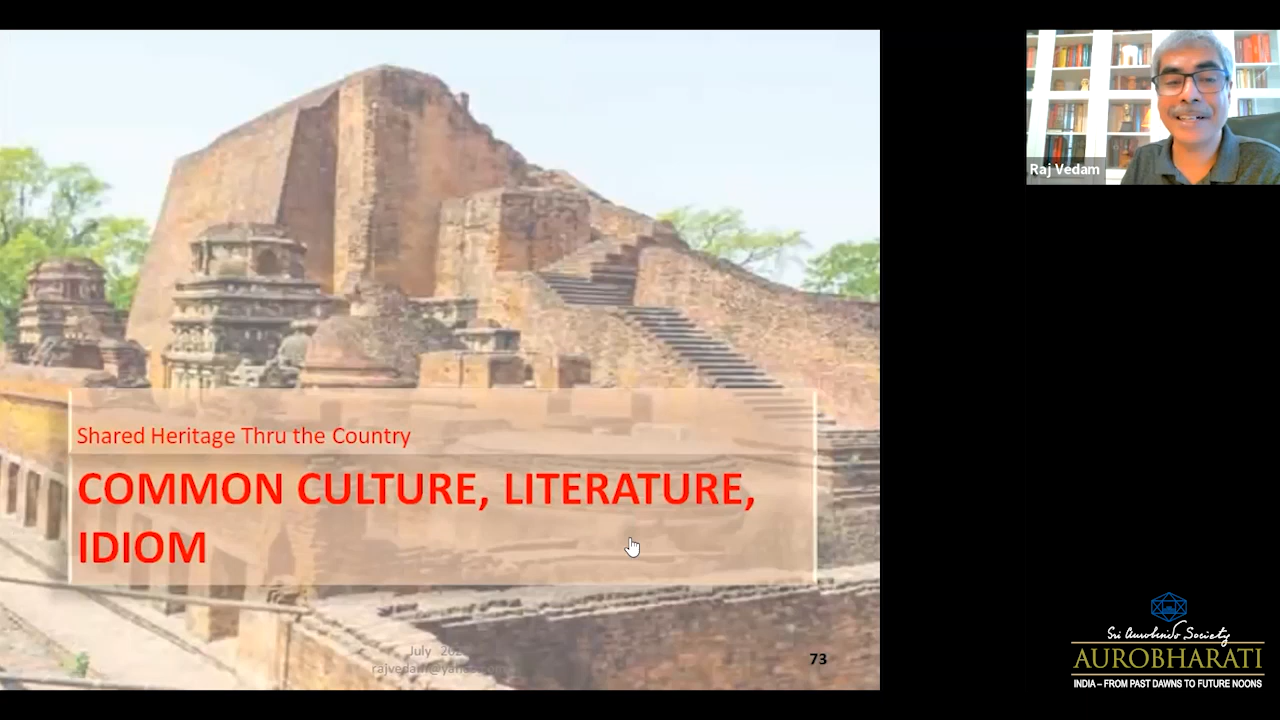 Raj Vedam
Shared Heritage Thru the Country
COMMON CULTURE, LITERATURE,
IDIOM
July
73
Sri Aurobindo Society
AUROBHARATI
INDIA – FROM PAST DAWNS TO FUTURE NOONS